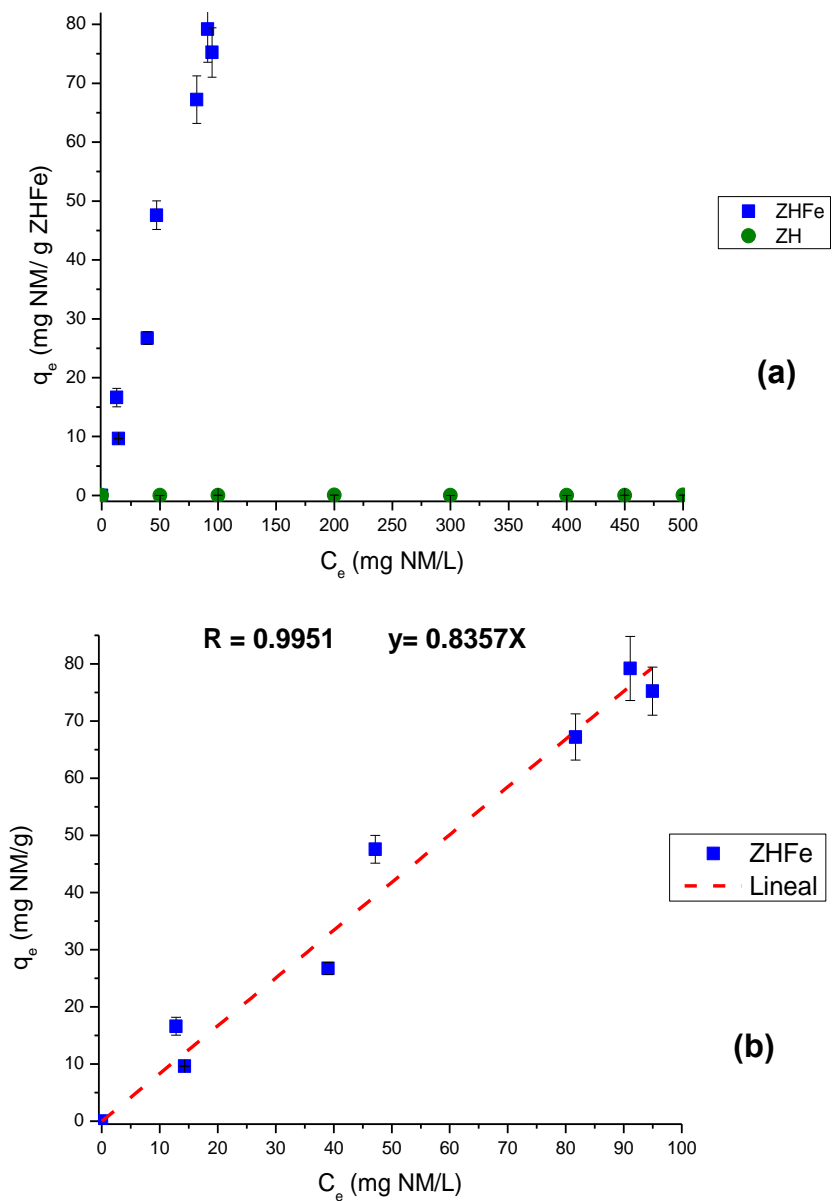 80
70
60
50
40
30
20
10
0
q_e (mg NM/ g ZHFe)
ZHFe
ZH
(a)
0 50 100 150 200 250 300 350 400 450 500
C_e (mg NM/L)
R = 0.9951 y= 0.8357X
80
70
60
50
40
30
20
10
0
q_e (mg NM/g)
ZHFe
Lineal
(b)
0 10 20 30 40 50 60 70 80 90 100
C_e (mg NM/L)